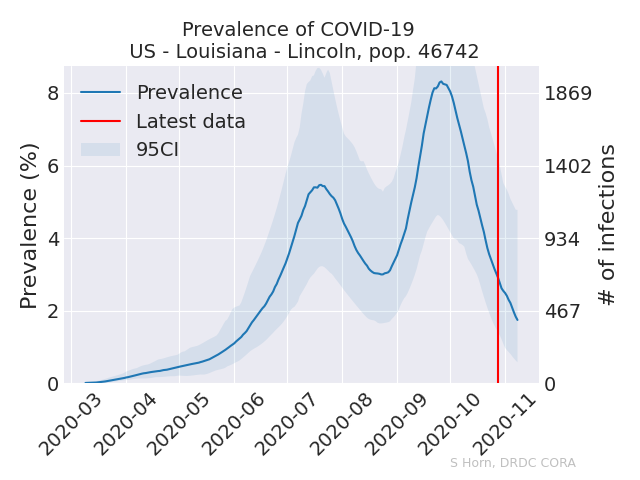 Prevalence of COVID-19
US - Louisiana - Lincoln, pop. 46742
Prevalence
Latest data
95CI
Prevalence (%)
8
6
4
2
0
1869
1402
934
467
0
# of infections
2020-03
2020-04
2020-05
2020-06
2020-07
2020-08
2020-09
2020-10
2020-11
S Horn, DRDC CORA